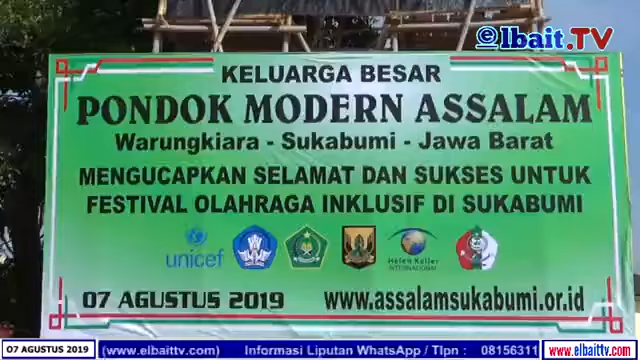 elbait.TV
KELUARGA BESAR
PONDOK MODERN ASSALAM
Warungkiara - Sukabumi - Jawa Barat
MENGUCAPKAN SELAMAT DAN SUKSES UNTUK
FESTIVAL OLAHRAGA INKLUSIF DI SUKABUMI
unicef
Helen Keller
INTERNATIONAL
07 AGUSTUS 2019 www.assalamsukabumi.or.id
07 AGUSTUS 2019 (www.elbaittv.com) Informasi Liputan WhatsApp / Tlpn : 08156311 www.elbaittv.com